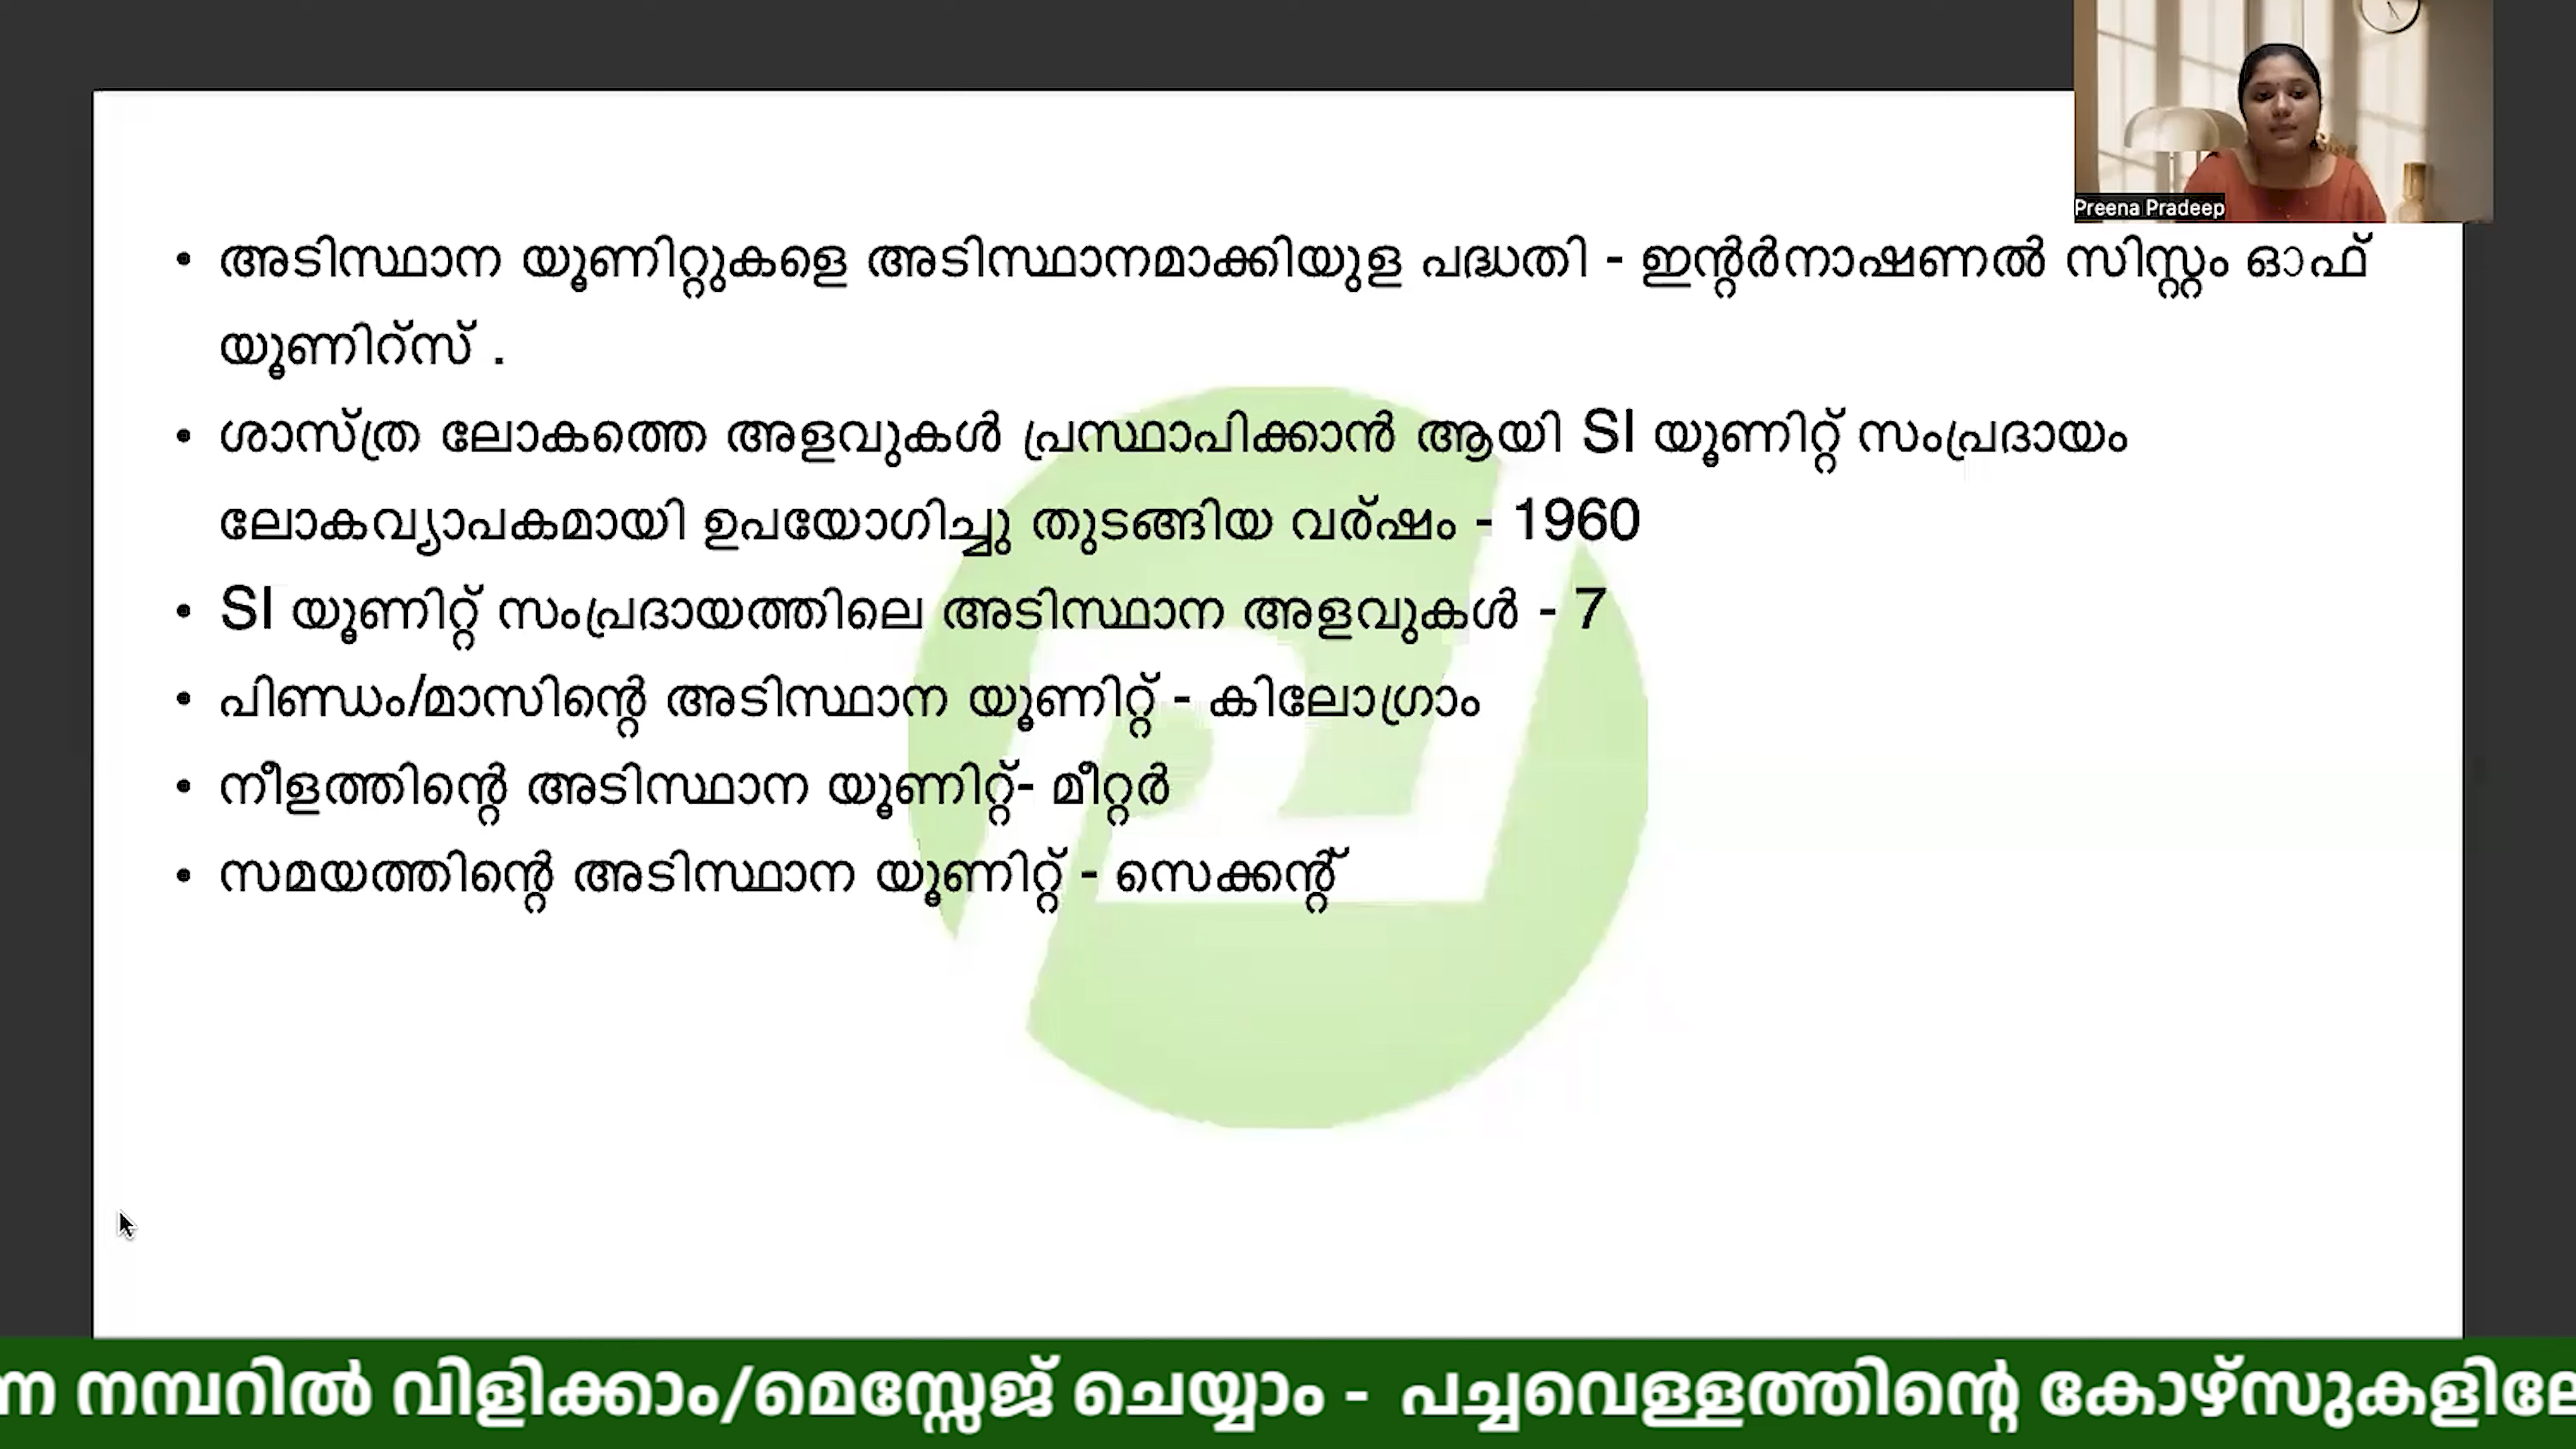 Preena Pradeep
• അടിസ്ഥാന യൂണിറ്റുകളെ അടിസ്ഥാനമാക്കിയുള പദ്ധതി - ഇന്റർനാഷണൽ സിസ്റ്റം ഓഫ്
യൂണിറ്സ് .
• ശാസ്ത്ര ലോകത്തെ അളവുകൾ പ്രസ്ഥാപിക്കാൻ ആയി SI യൂണിറ്റ് സംപ്രദായം
ലോകവ്യാപകമായി ഉപയോഗിച്ചു തുടങ്ങിയ വര്ഷം - 1960
• SI യൂണിറ്റ് സംപ്രദായത്തിലെ അടിസ്ഥാന അളവുകൾ - 7
• പിണ്ഡം/മാസിന്റെ അടിസ്ഥാന യൂണിറ്റ് - കിലോഗ്രാം
• നീളത്തിന്റെ അടിസ്ഥാന യൂണിറ്റ്- മീറ്റർ
• സമയത്തിന്റെ അടിസ്ഥാന യൂണിറ്റ് - സെക്കന്റ്
നമ്പറിൽ വിളിക്കാം/മെസ്സേജ് ചെയ്യാം - പച്ചവെള്ളത്തിന്റെ